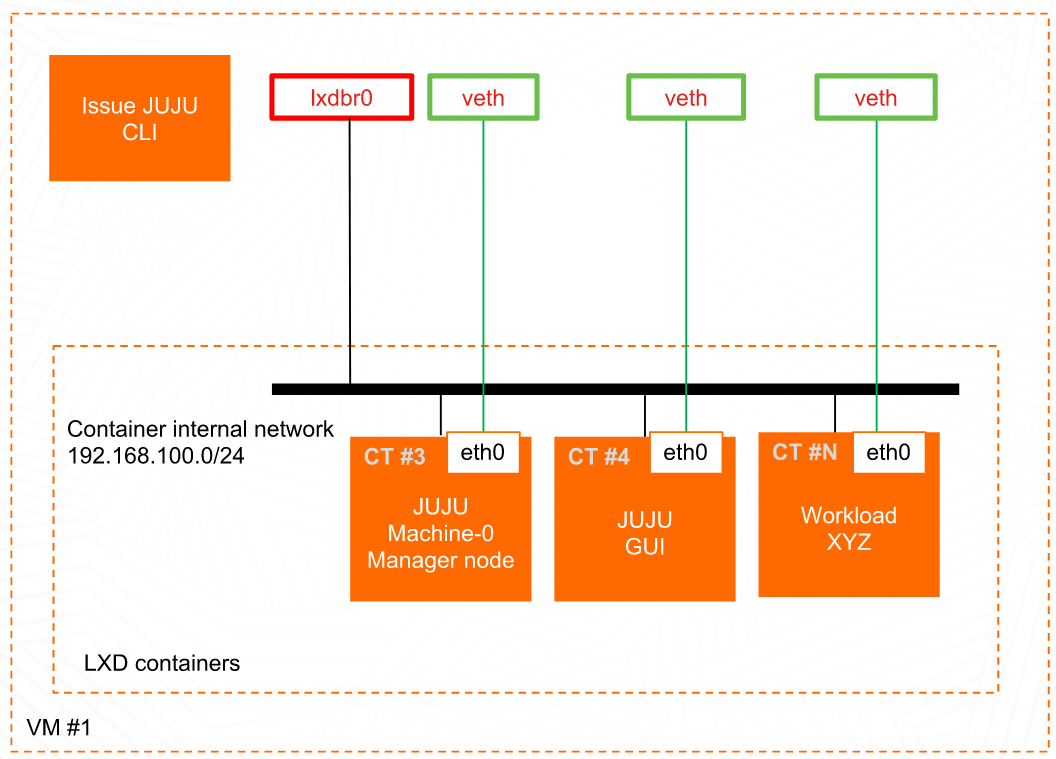 Issue JUJU
CLI
lxdbr0
veth
veth
veth
Container internal network
192.168.100.0/24
CT #3
eth0
JUJU
Machine-0
Manager node
CT #4
eth0
JUJU
GUI
CT #N
eth0
Workload
XYZ
LXD containers
VM #1